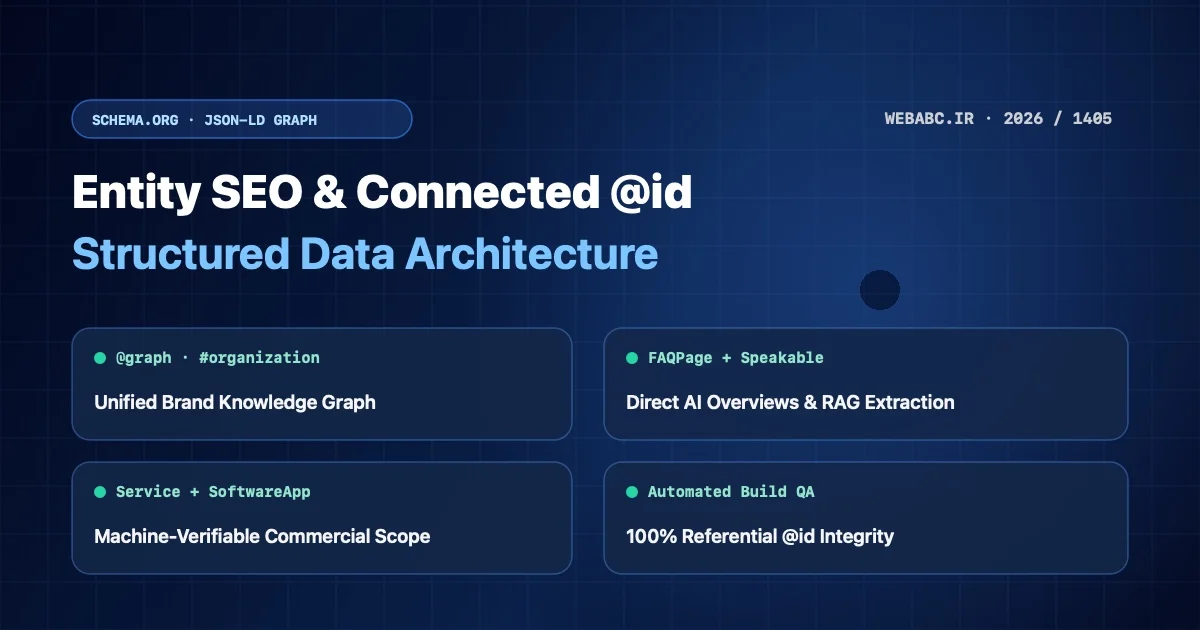 SCHEMA.ORG · JSON-LD GRAPH
WEBABC.IR · 2026 / 1405
Entity SEO & Connected @id
Structured Data Architecture
@graph · #organization
Unified Brand Knowledge Graph
FAQPage + Speakable
Direct AI Overviews & RAG Extraction
Service + SoftwareApp
Machine-Verifiable Commercial Scope
Automated Build QA
100% Referential @id Integrity